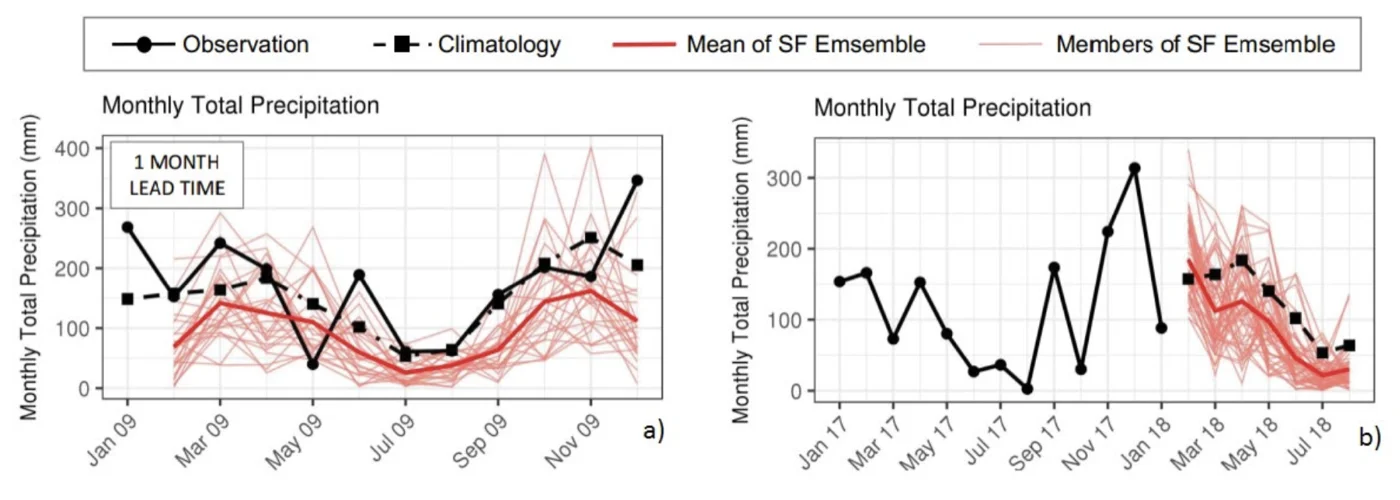 Observation
Climatology
Mean of SF Emsemble
Members of SF Emsemble
Monthly Total Precipitation
Monthly Total Precipitation (mm)
400
300
200
100
0
1 MONTH
LEAD TIME
Jan 09
Mar 09
May 09
Jul 09
Sep 09
Nov 09
a)
Monthly Total Precipitation
Monthly Total Precipitation (mm)
300
200
100
0
Jan 17
Mar 17
May 17
Jul 17
Sep 17
Nov 17
Jan 18
Mar 18
May 18
Jul 18
b)